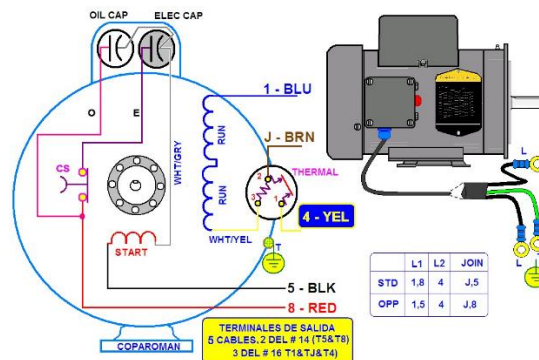 OIL CAP ELEC CAP
O
E
WHT/GRY
CS
RUN
RUN
1 - BLU
J - BRN
THERMAL
2
3
1
4 - YEL
WHT/YEL
T
START
5 - BLK
8 - RED
TERMINALES DE SALIDA
5 CABLES, 2 DEL # 14 (T5&T8)
3 DEL # 16 T1&TJ&T4)
COPAROMAN
L
L
L1 L2 JOIN
STD 1,8 4 J,5
OPP 1,5 4 J,8